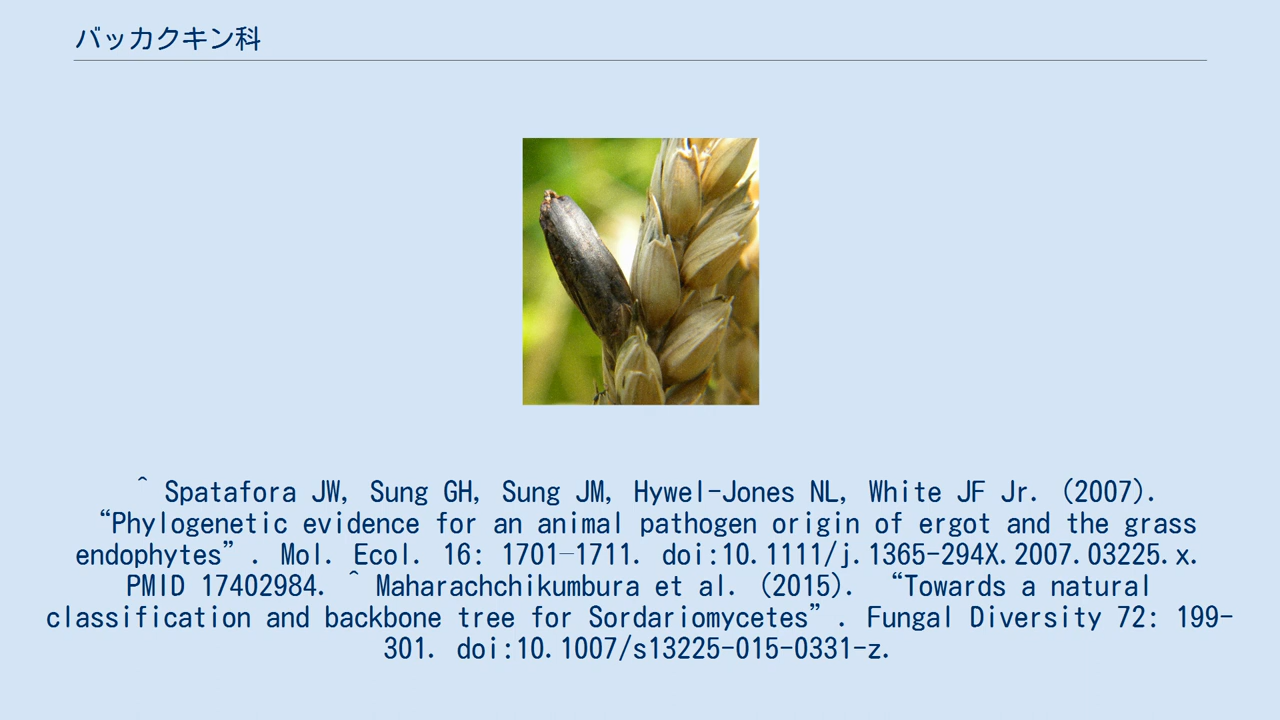 バッカクキン科
^ Spatafora JW, Sung GH, Sung JM, Hywel-Jones NL, White JF Jr. (2007).
“Phylogenetic evidence for an animal pathogen origin of ergot and the grass
endophytes”. Mol. Ecol. 16: 1701–1711. doi:10.1111/j.1365-294X.2007.03225.x.
PMID 17402984. ^ Maharachchikumbura et al. (2015). “Towards a natural
classification and backbone tree for Sordariomycetes”. Fungal Diversity 72: 199-
301. doi:10.1007/s13225-015-0331-z.